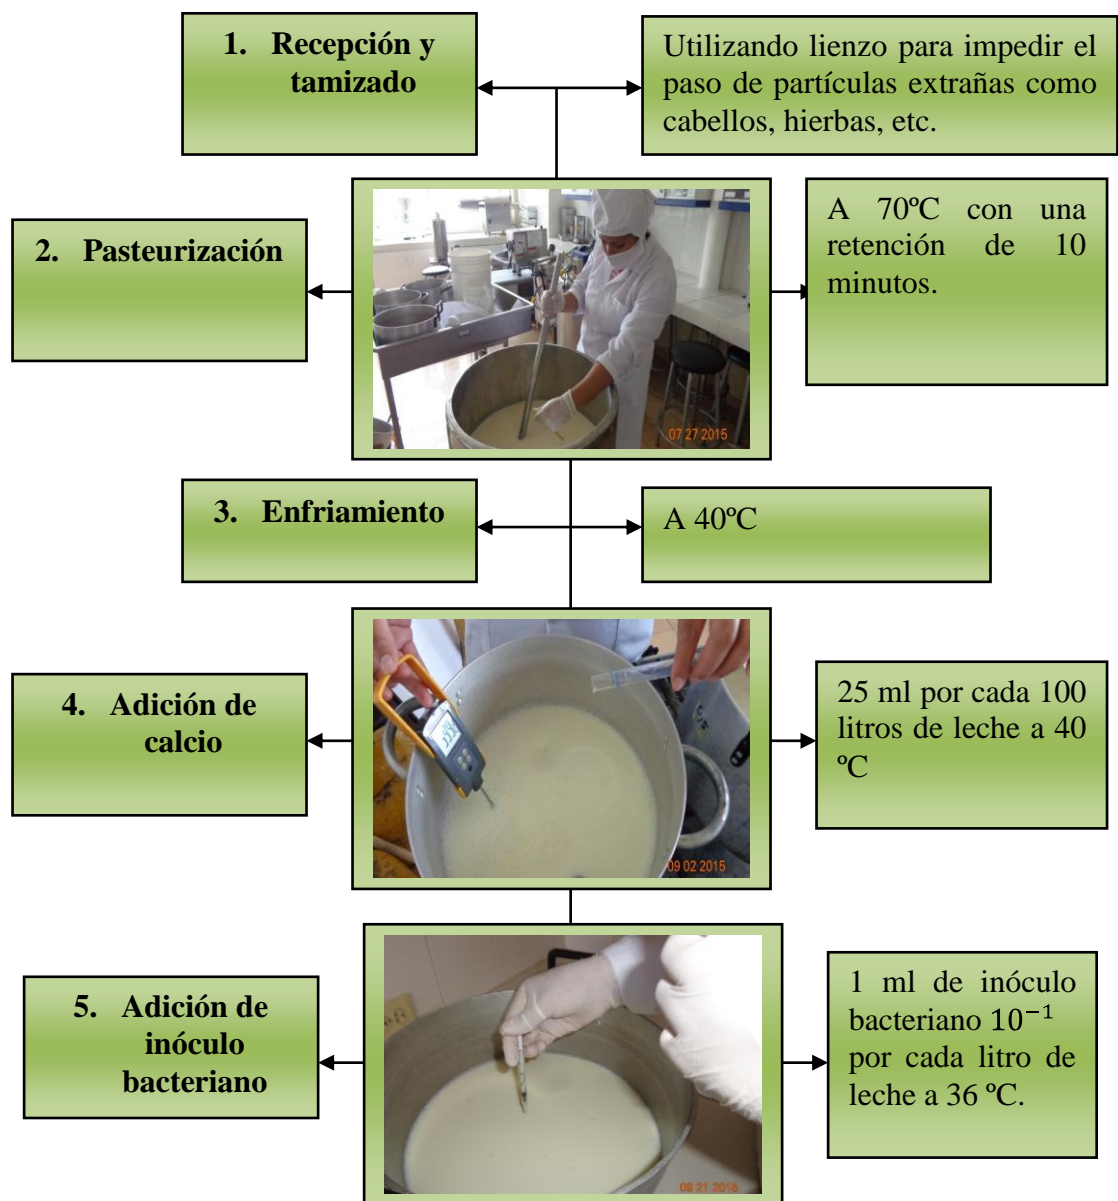 1. Recepción y
tamizado
Utilizando lienzo para impedir el
paso de partículas extrañas como
cabellos, hierbas, etc.
2. Pasteurización
A 70ºC con una
retención de 10
minutos.
07 27 2015
3. Enfriamiento
A 40ºC
4. Adición de
calcio
25 ml por cada 100
litros de leche a 40
ºC
09 02 2015
5. Adición de
inóculo
bacteriano
1 ml de inóculo
bacteriano 10⁻¹
por cada litro de
leche a 36 ºC.
09 21 2015